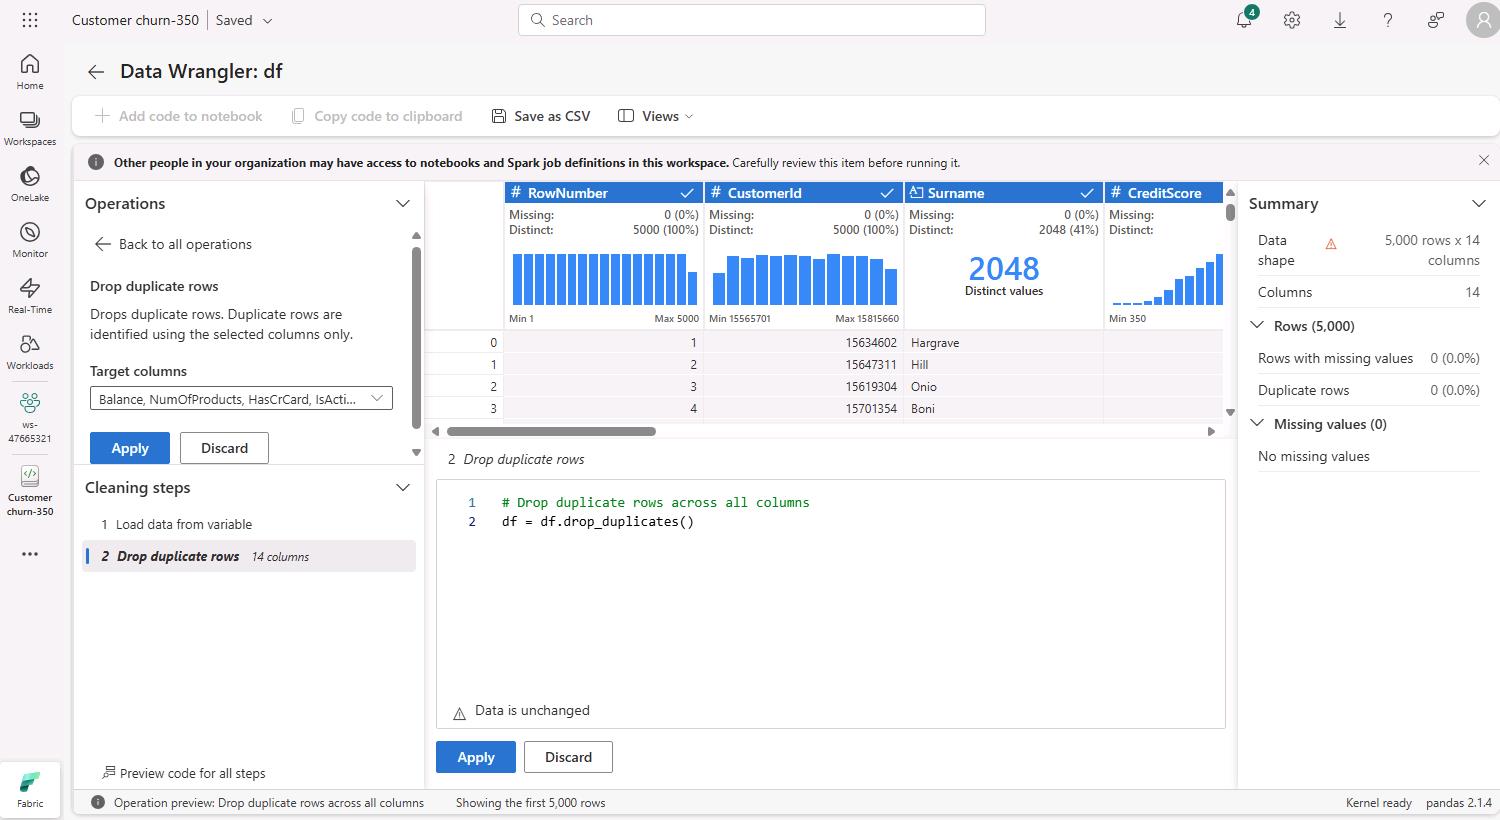 Customer churn-350
Saved
Search
4
Home
Workspaces
OneLake
Monitor
Real-Time
Workloads
ws-
47665321
Customer
churn-350
Fabric
Data Wrangler: df
Add code to notebook
Copy code to clipboard
Save as CSV
Views
Other people in your organization may have access to notebooks and Spark job definitions in this workspace. Carefully review this item before running it.
Operations
Back to all operations
Drop duplicate rows
Drops duplicate rows. Duplicate rows are
identified using the selected columns only.
Target columns
Balance, NumOfProducts, HasCrCard, IsActi...
Apply
Discard
Cleaning steps
1 Load data from variable
2 Drop duplicate rows 14 columns
Preview code for all steps
# RowNumber
# CustomerId
Surname
# CreditScore
Missing: 0 (0%)
Distinct: 5000 (100%)
Missing: 0 (0%)
Distinct: 5000 (100%)
Missing: 0 (0%)
Distinct: 2048 (41%)
Missing:
Distinct:
2048
Distinct values
Min 1
Max 5000
Min 15565701
Max 15815660
Min 350
0 1 15634602 Hargrave
1 2 15647311 Hill
2 3 15619304 Onio
3 4 15701354 Boni
2 Drop duplicate rows
1 # Drop duplicate rows across all columns
2 df = df.drop_duplicates()
Data is unchanged
Apply
Discard
Summary
Data
shape
5,000 rows x 14
columns
Columns 14
Rows (5,000)
Rows with missing values 0 (0.0%)
Duplicate rows 0 (0.0%)
Missing values (0)
No missing values
Operation preview: Drop duplicate rows across all columns
Showing the first 5,000 rows
Kernel ready
pandas 2.1.4